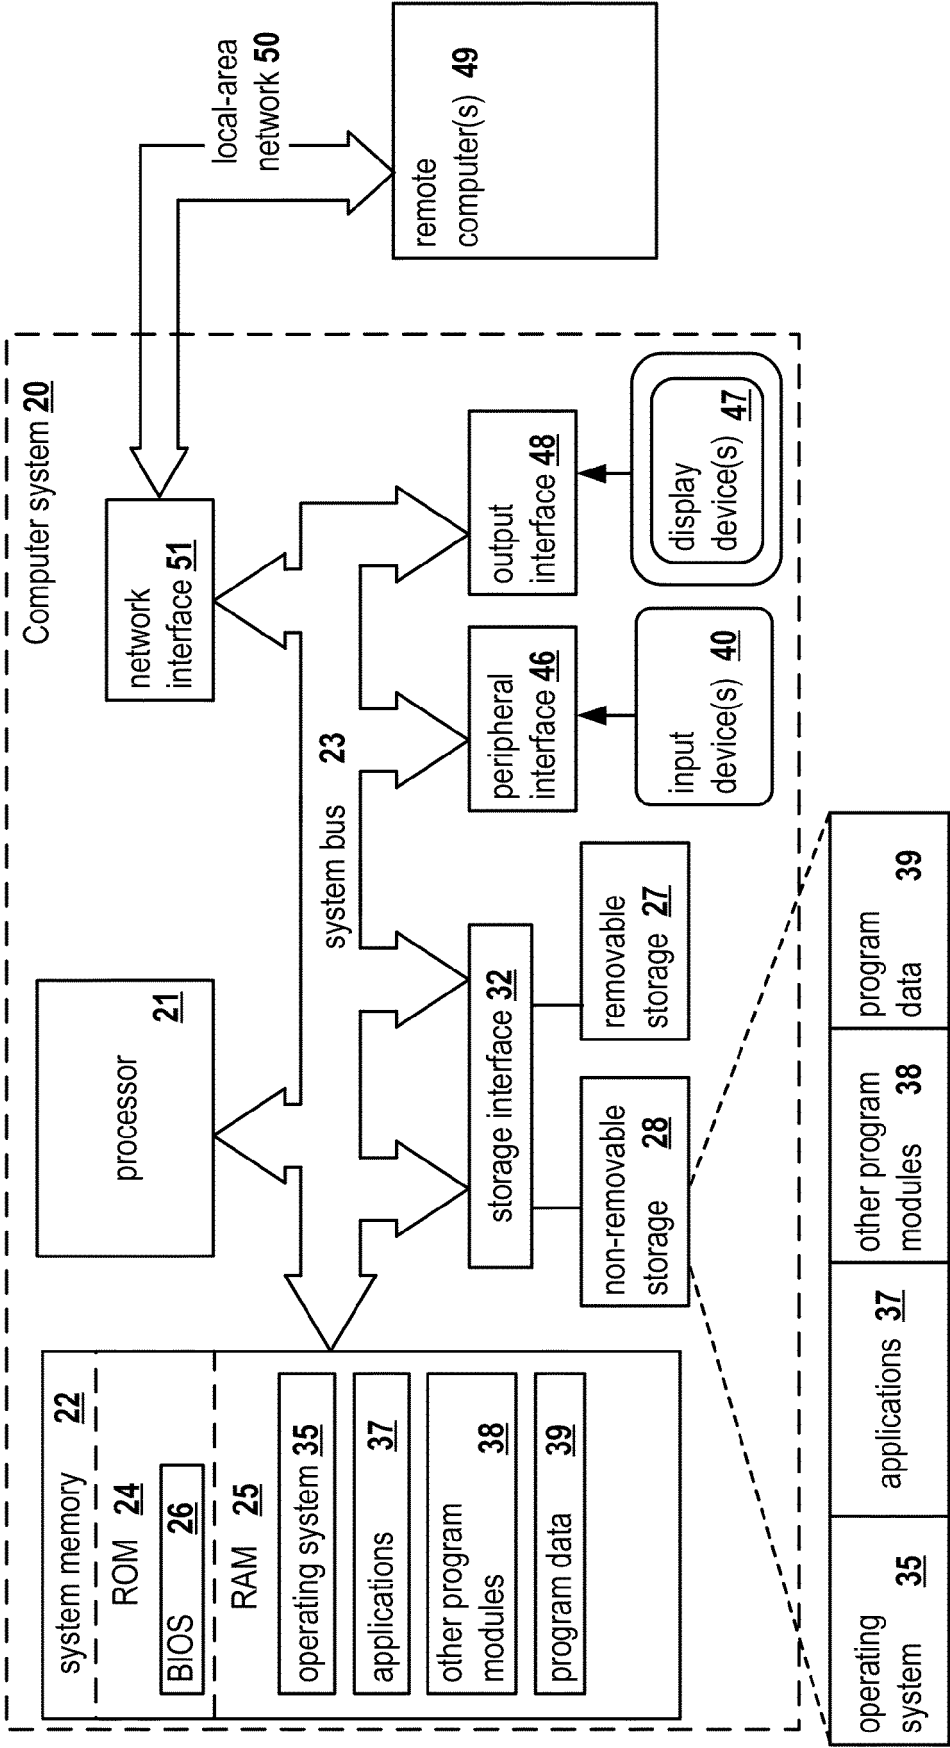 Computer system 20
system memory 22
ROM 24
BIOS 26
RAM 25
operating system 35
applications 37
other program
modules 38
program data 39
processor 21
network
interface 51
local-area
network 50
system bus 23
storage interface 32
non-removable
storage 28
removable
storage 27
peripheral
interface 46
output
interface 48
input
device(s) 40
display
device(s) 47
remote
computer(s) 49
operating
system 35
applications 37
other program
modules 38
program
data 39